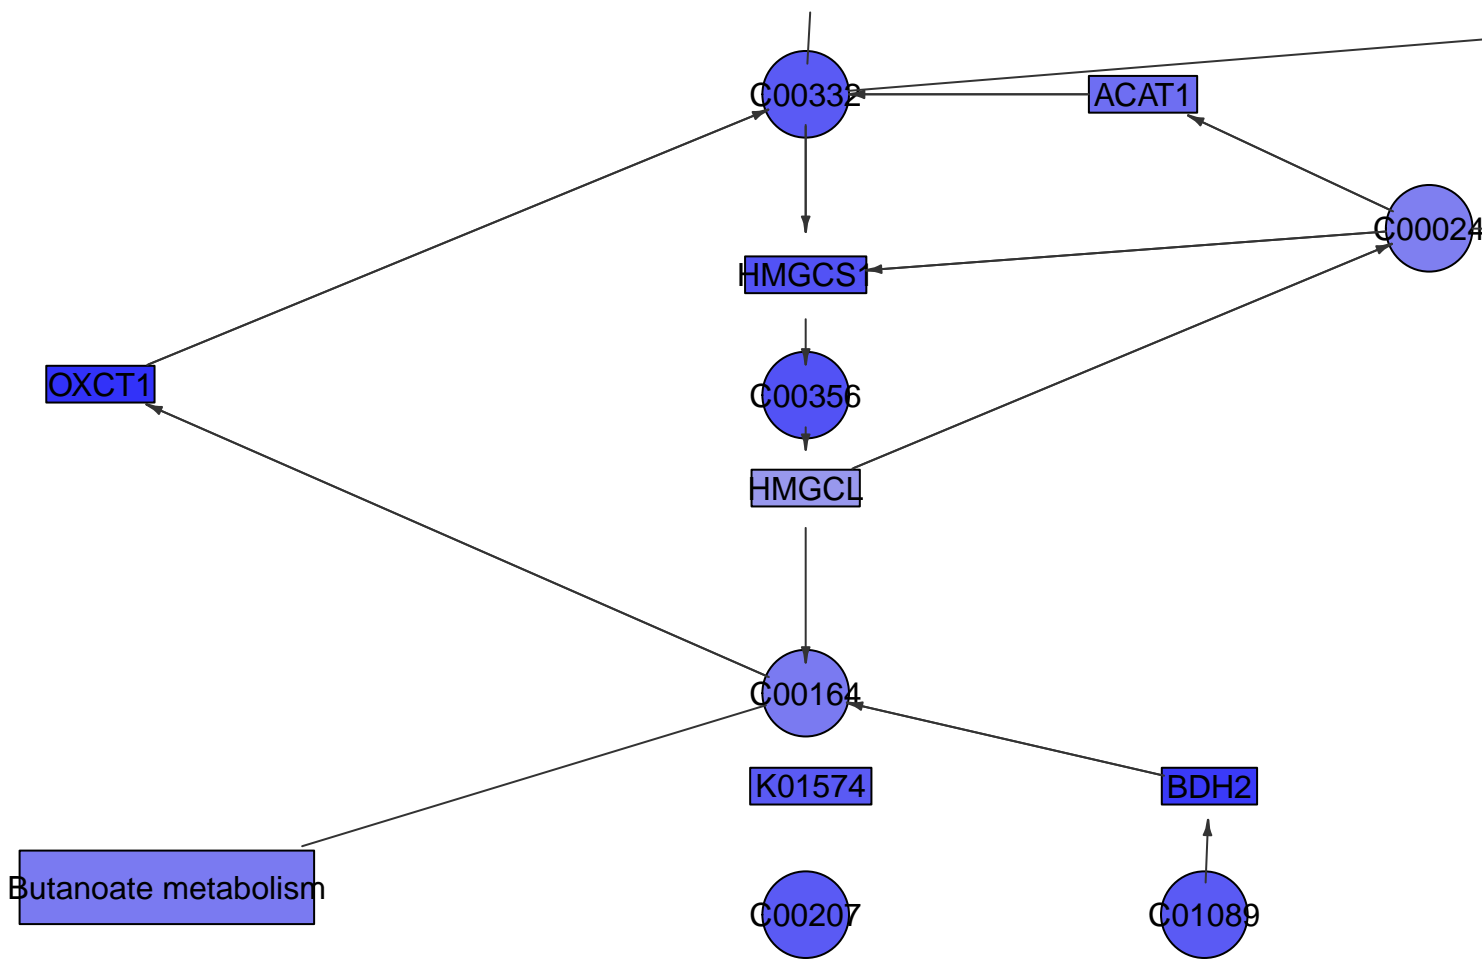 C00332
ACAT1
C00024
HMGCS1
OXCT1
C00356
HMGCL
C00164
K01574
BDH2
Butanoate metabolism
C00207
C01089